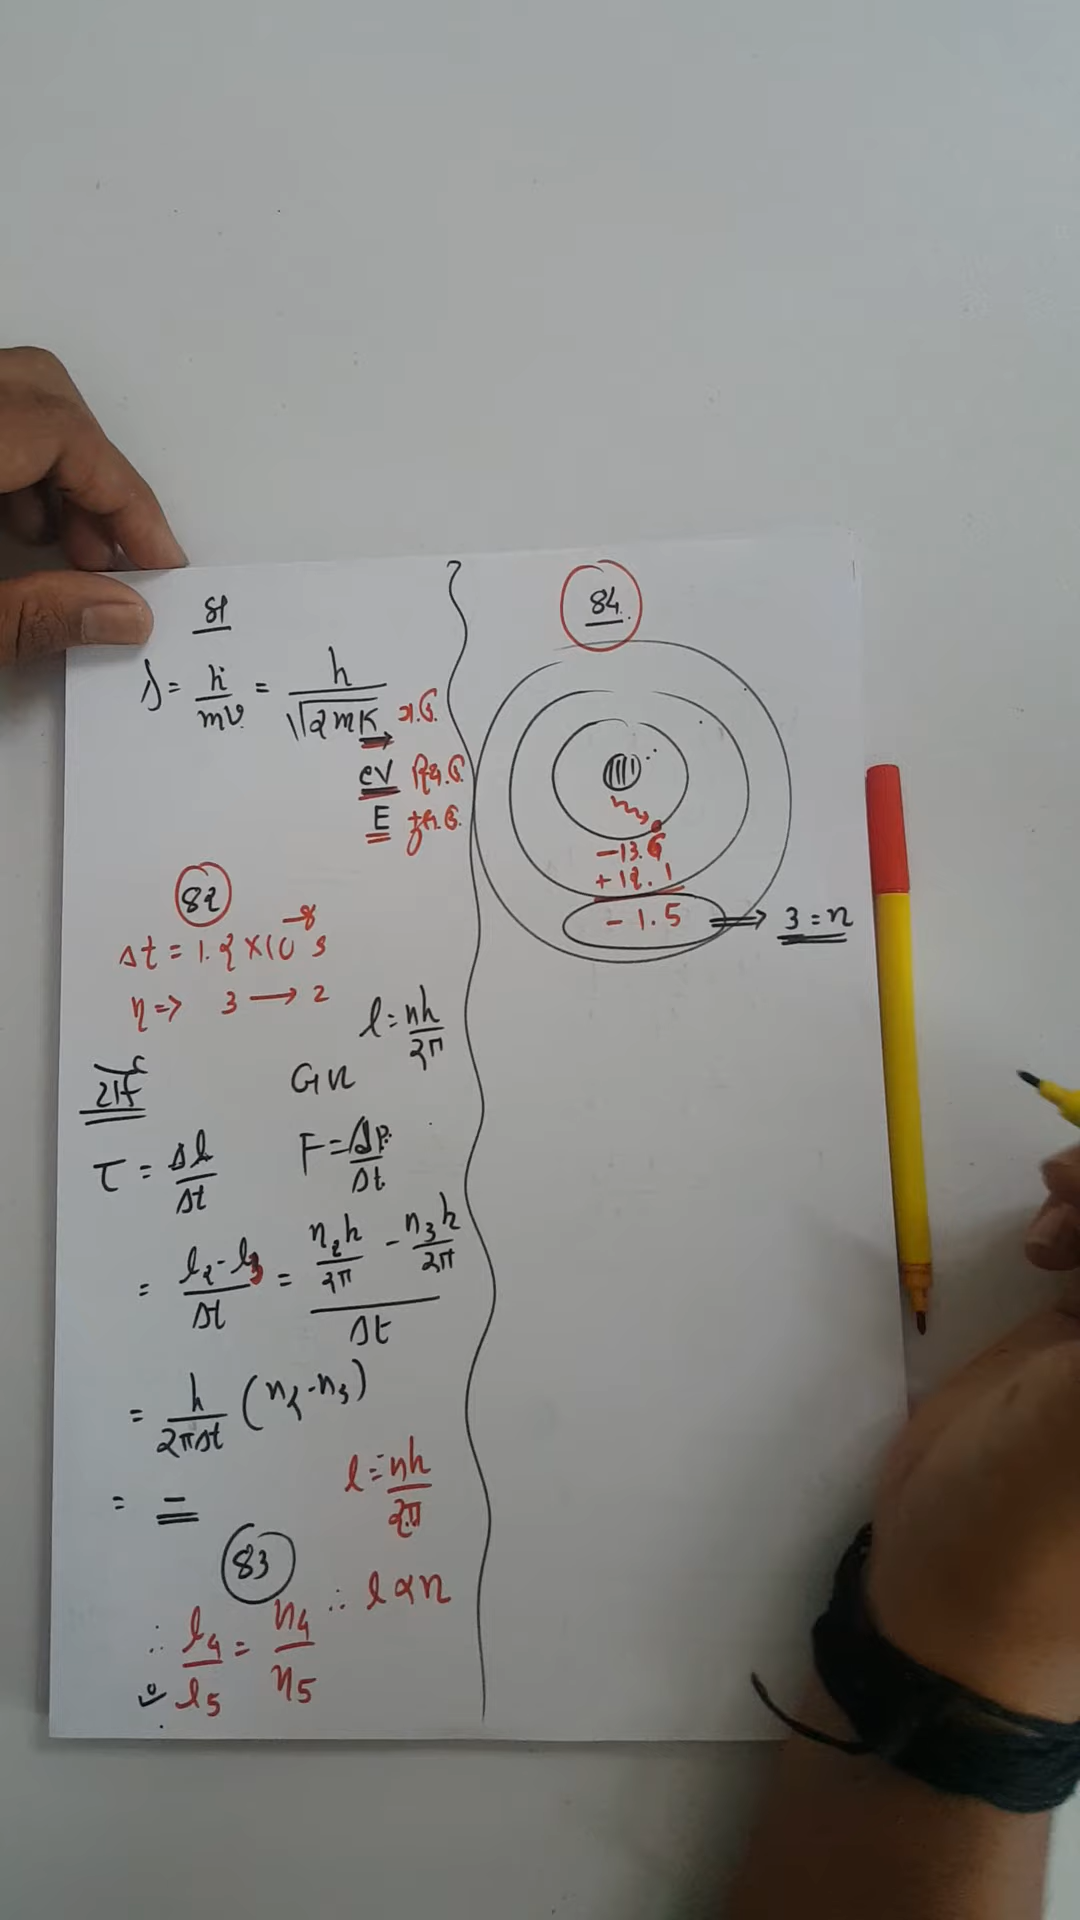 81
λ = h/mv = h/√2mK
eV
E
82
Δt = 1.2 × 10⁻⁸ s
n => 3 → 2
l = nh/2π
Gn
τ = Δl/Δt
F = Δp/Δt
= l₂ - l₃/Δt = n₂h/2π - n₃h/2π / Δt
= h/2πΔt (n₂ - n₃)
= =
l = nh/2π
83
∴ l ∝ n
∴ l₄/l₅ = n₄/n₅
84
-13.6
+12.1
-1.5 ⇒ 3 = n